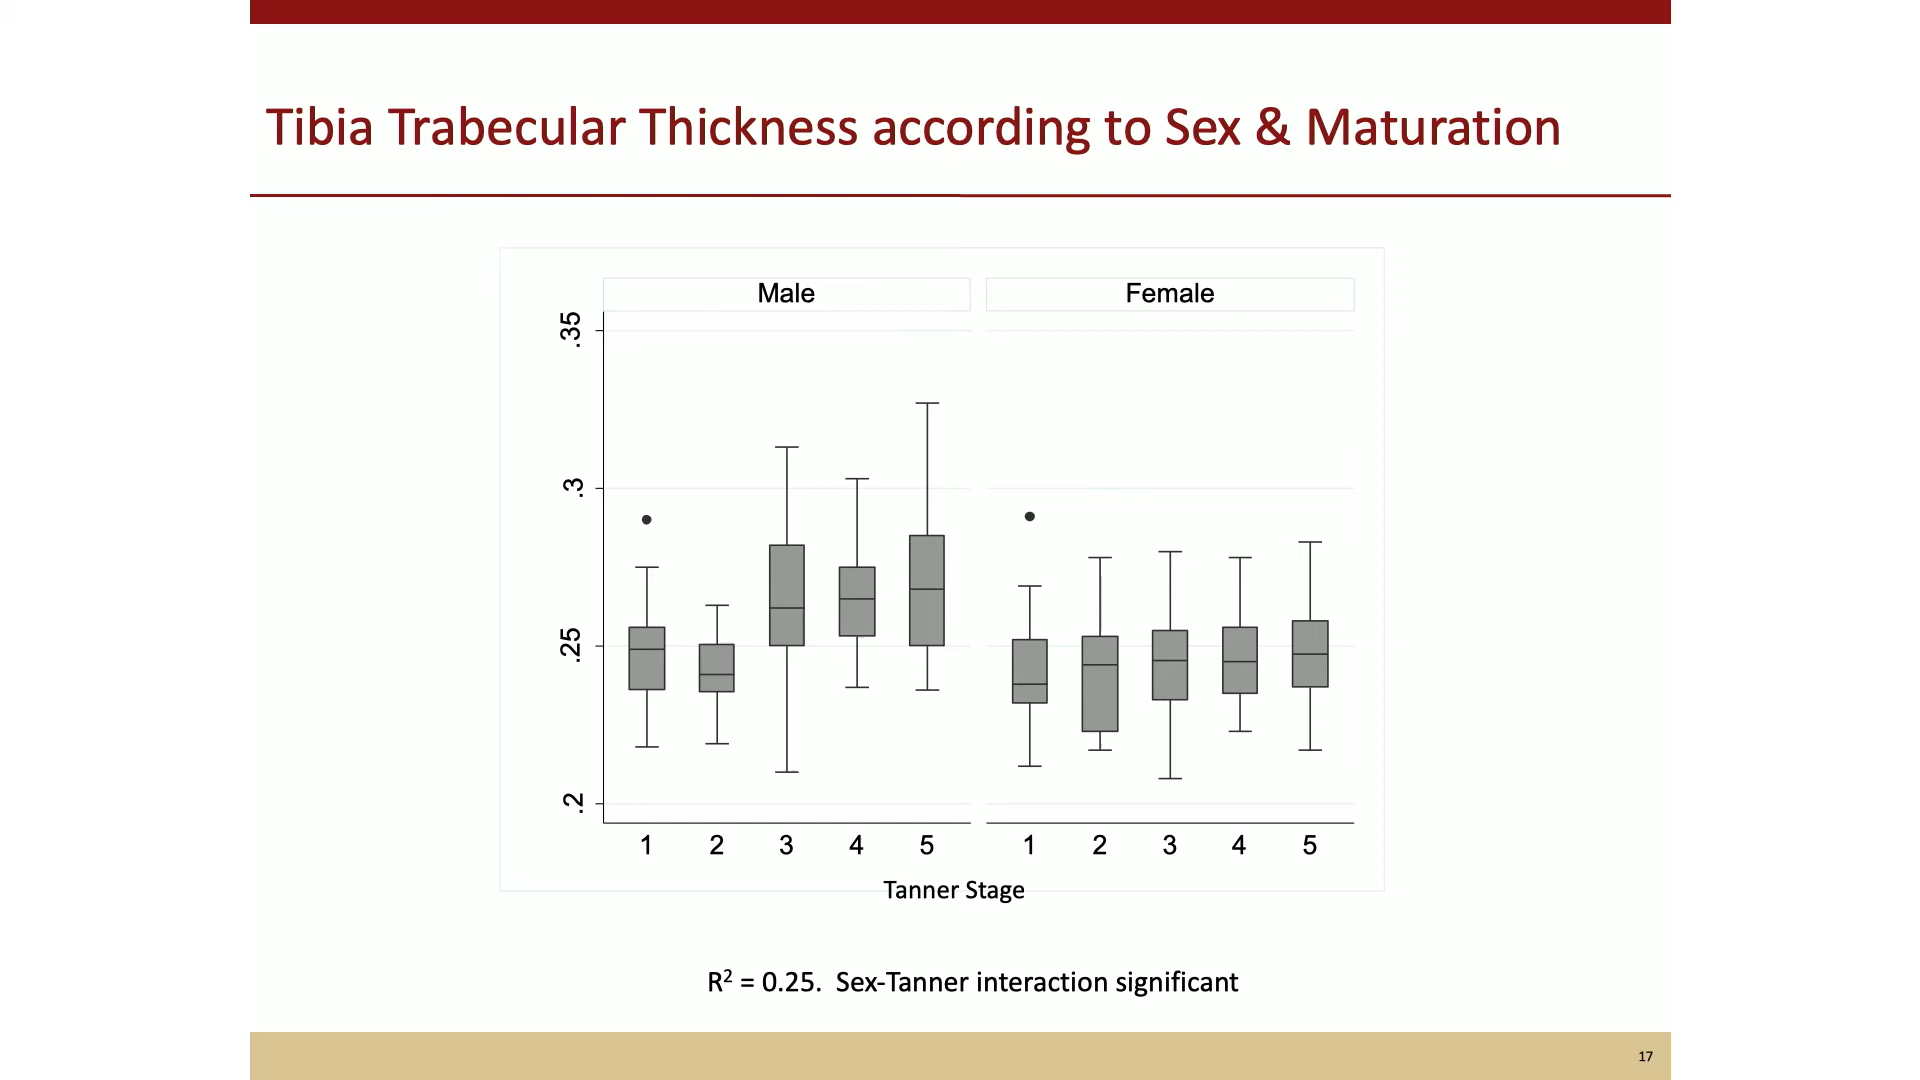 Tibia Trabecular Thickness according to Sex & Maturation
Male Female
.35
.3
.25
.2
1 2 3 4 5 1 2 3 4 5
Tanner Stage
R² = 0.25. Sex-Tanner interaction significant
17